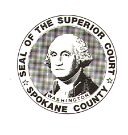 SEAL OF THE SUPERIOR COURT
WASHINGTON
SPOKANE COUNTY